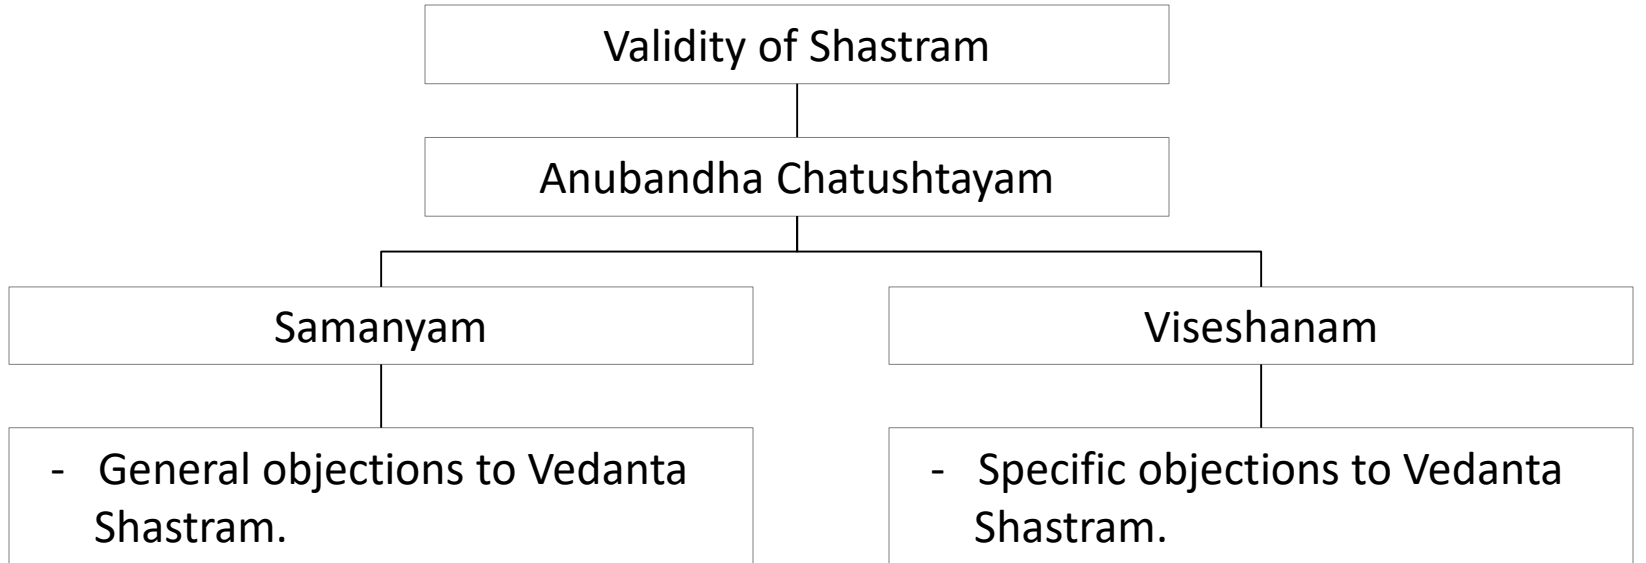 Validity of Shastram
Anubandha Chatushtayam
Samanyam
Viseshanam
- General objections to Vedanta
Shastram.
- Specific objections to Vedanta
Shastram.